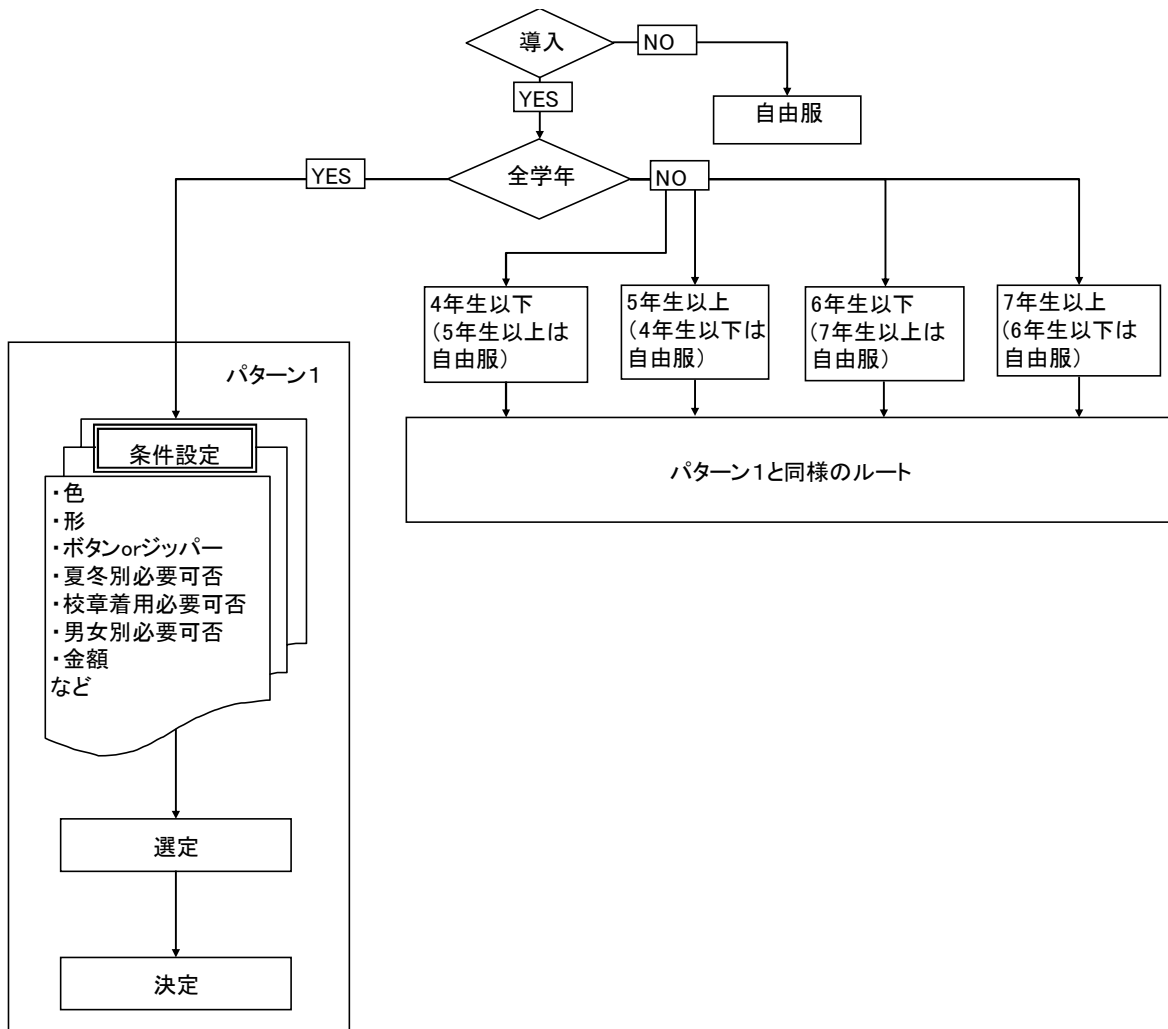 導入
NO
YES
自由服
YES
全学年
NO
4年生以下
(5年生以上は
自由服)
5年生以上
(4年生以下は
自由服)
6年生以下
(7年生以上は
自由服)
7年生以上
(6年生以下は
自由服)
パターン1
条件設定
・色
・形
・ボタンorジッパー
・夏冬別必要可否
・校章着用必要可否
・男女別必要可否
・金額
など
パターン1と同様のルート
選定
決定